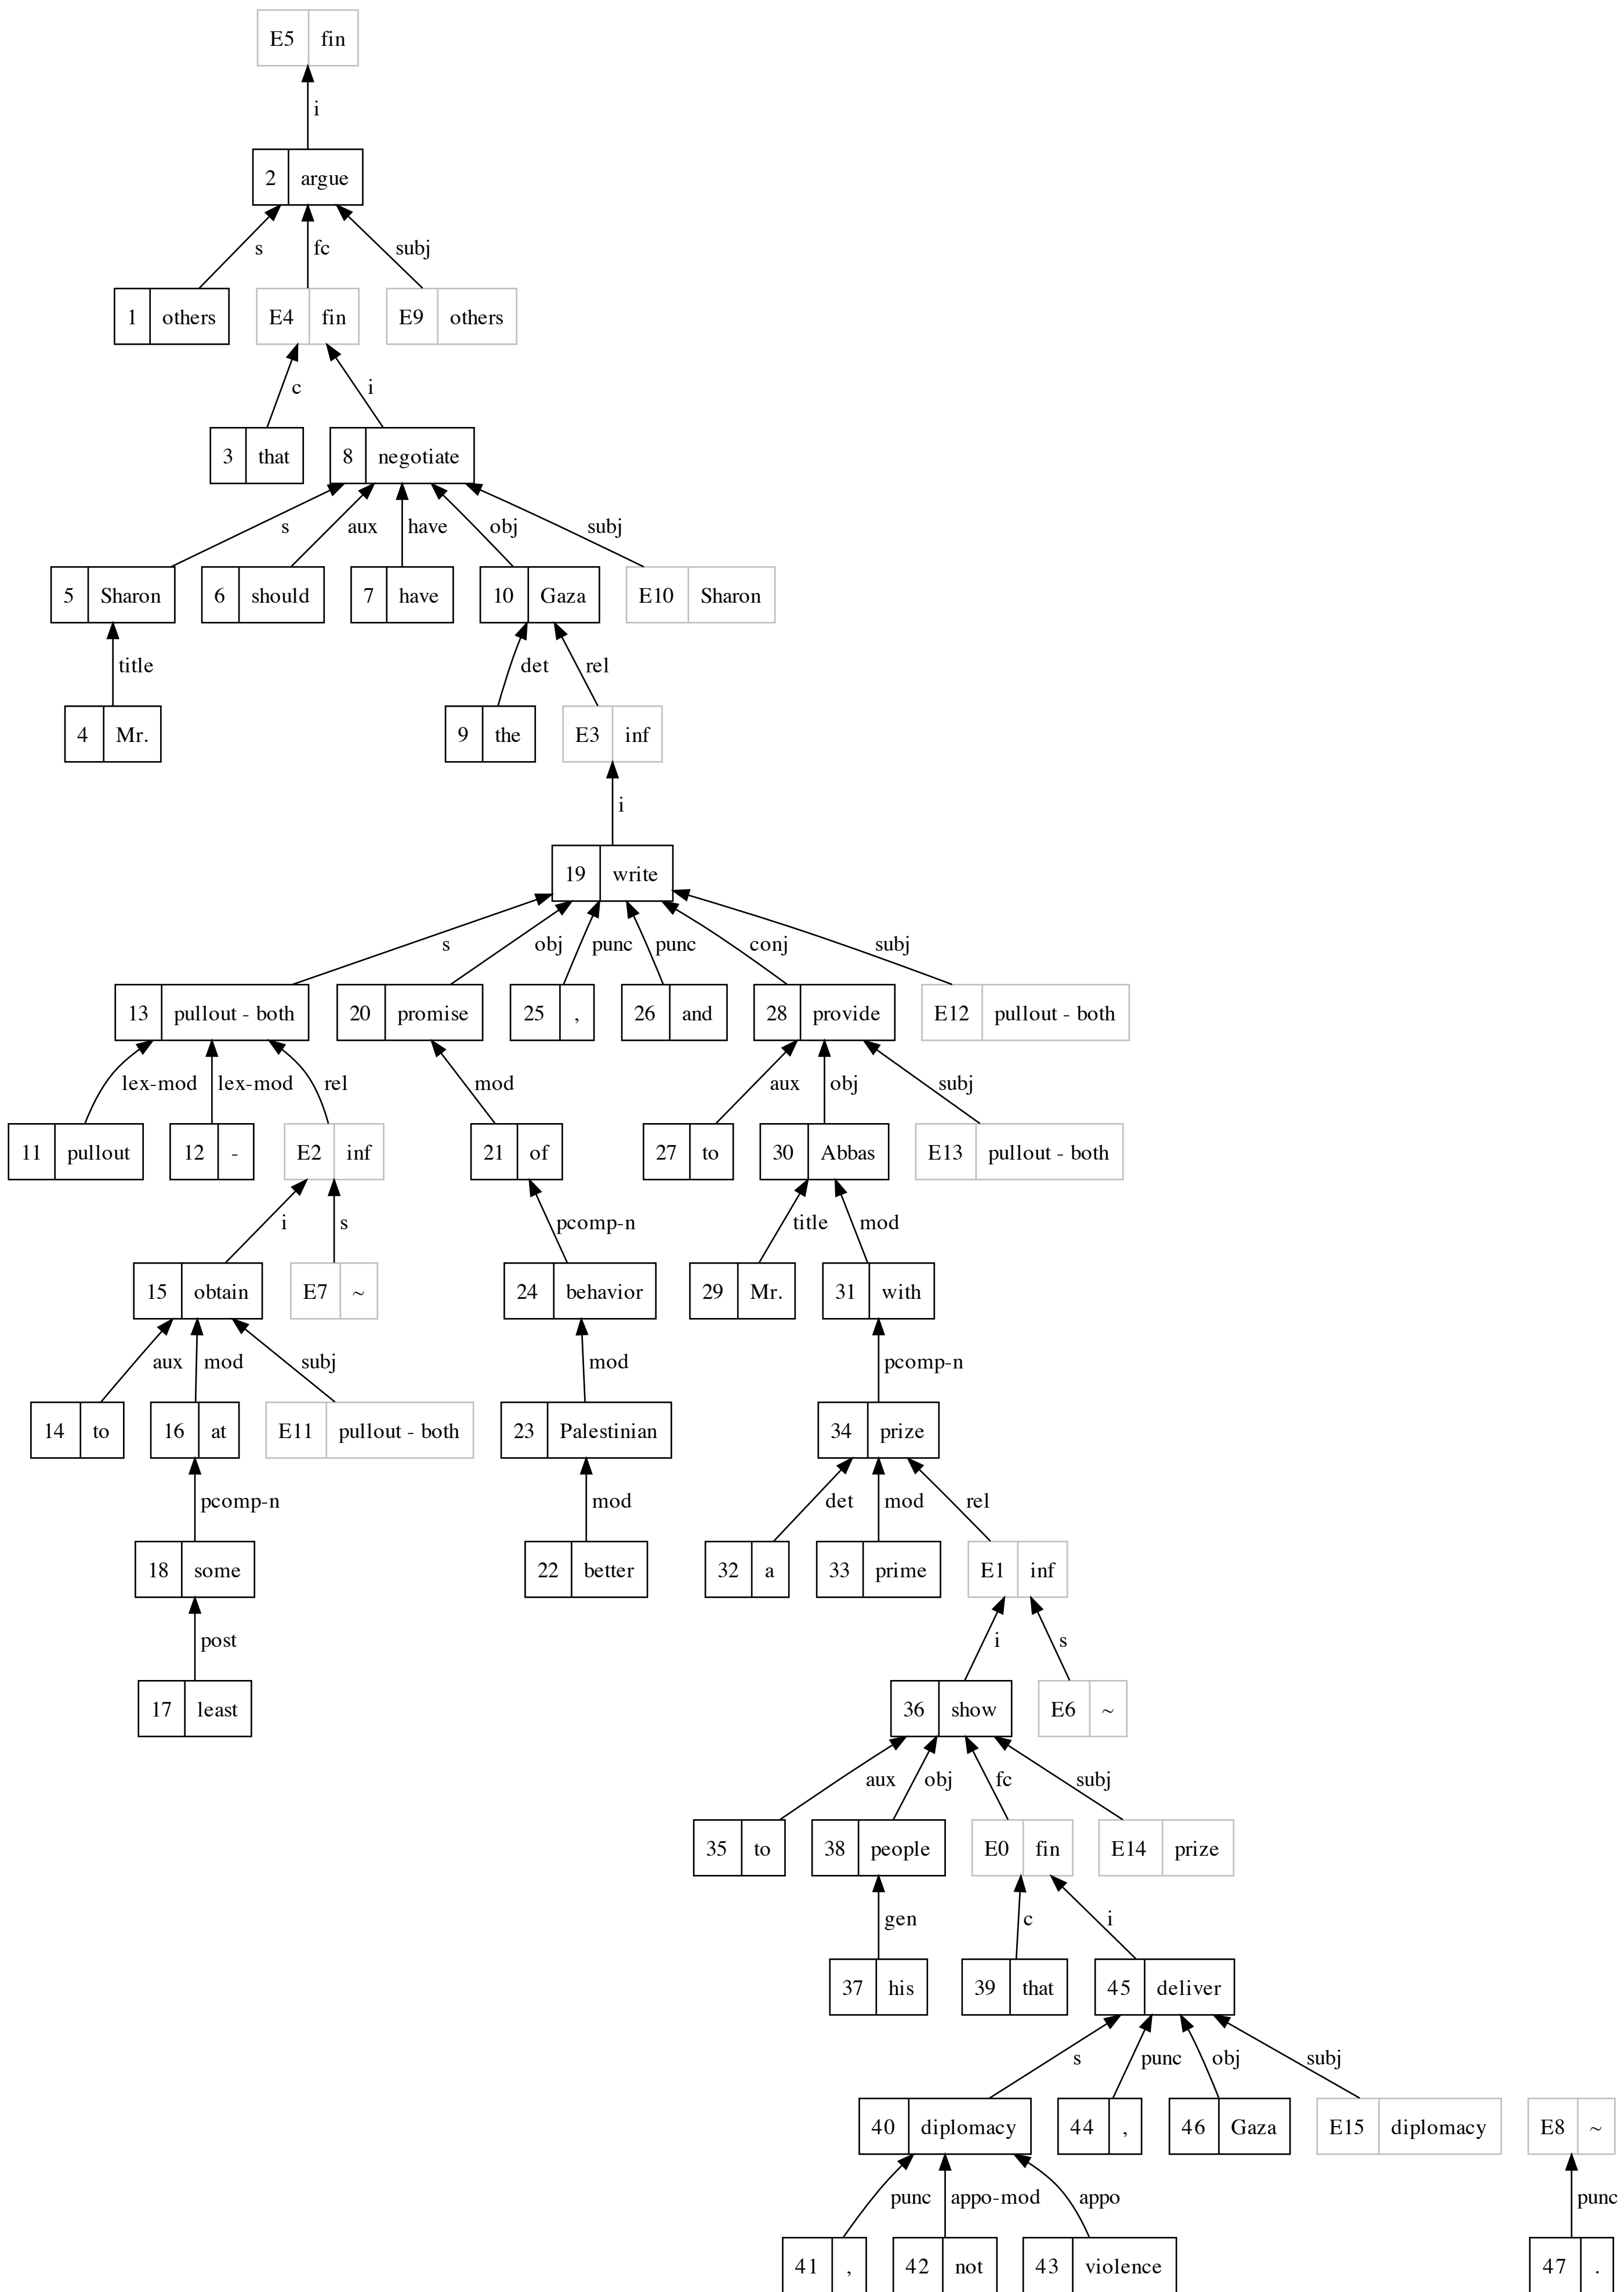 E5 fin
i
2 argue
s fc subj
1 others E4 fin E9 others
c i
3 that 8 negotiate
s aux have obj subj
5 Sharon 6 should 7 have 10 Gaza E10 Sharon
title det rel
4 Mr. 9 the E3 inf
i
19 write
s obj punc punc conj subj
13 pullout - both 20 promise 25 , 26 and 28 provide E12 pullout - both
lex-mod lex-mod rel mod aux obj subj
11 pullout 12 - E2 inf 21 of 27 to 30 Abbas E13 pullout - both
i s pcomp-n title mod
15 obtain E7 ~ 24 behavior 29 Mr. 31 with
aux mod subj mod pcomp-n
14 to 16 at E11 pullout - both 23 Palestinian 34 prize
pcomp-n mod det mod rel
18 some 22 better 32 a 33 prime E1 inf
post i s
17 least 36 show E6 ~
aux obj fc subj
35 to 38 people E0 fin E14 prize
gen c i
37 his 39 that 45 deliver
s punc obj subj
40 diplomacy 44 , 46 Gaza E15 diplomacy E8 ~
punc appo-mod appo punc
41 , 42 not 43 violence 47 .